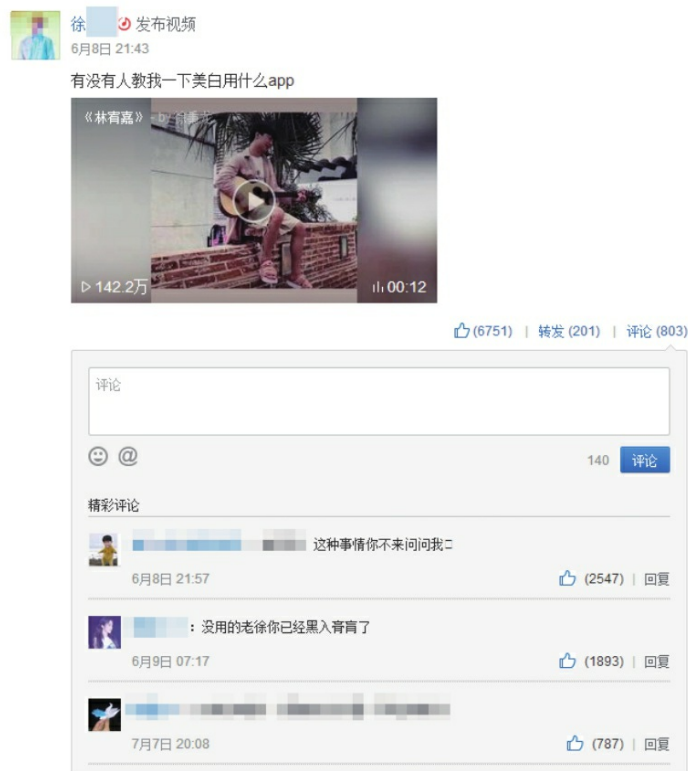 徐 发布视频
6月8日 21:43
有没有人教我一下美白用什么app
《林宥嘉》 - by
142.2万
00:12
(6751) | 转发 (201) | 评论 (803)
评论
@
140 评论
精彩评论
这种事情你不来问问我□
6月8日 21:57
(2547) | 回复
：没用的老徐你已经黑入膏肓了
6月9日 07:17
(1893) | 回复
7月7日 20:08
(787) | 回复